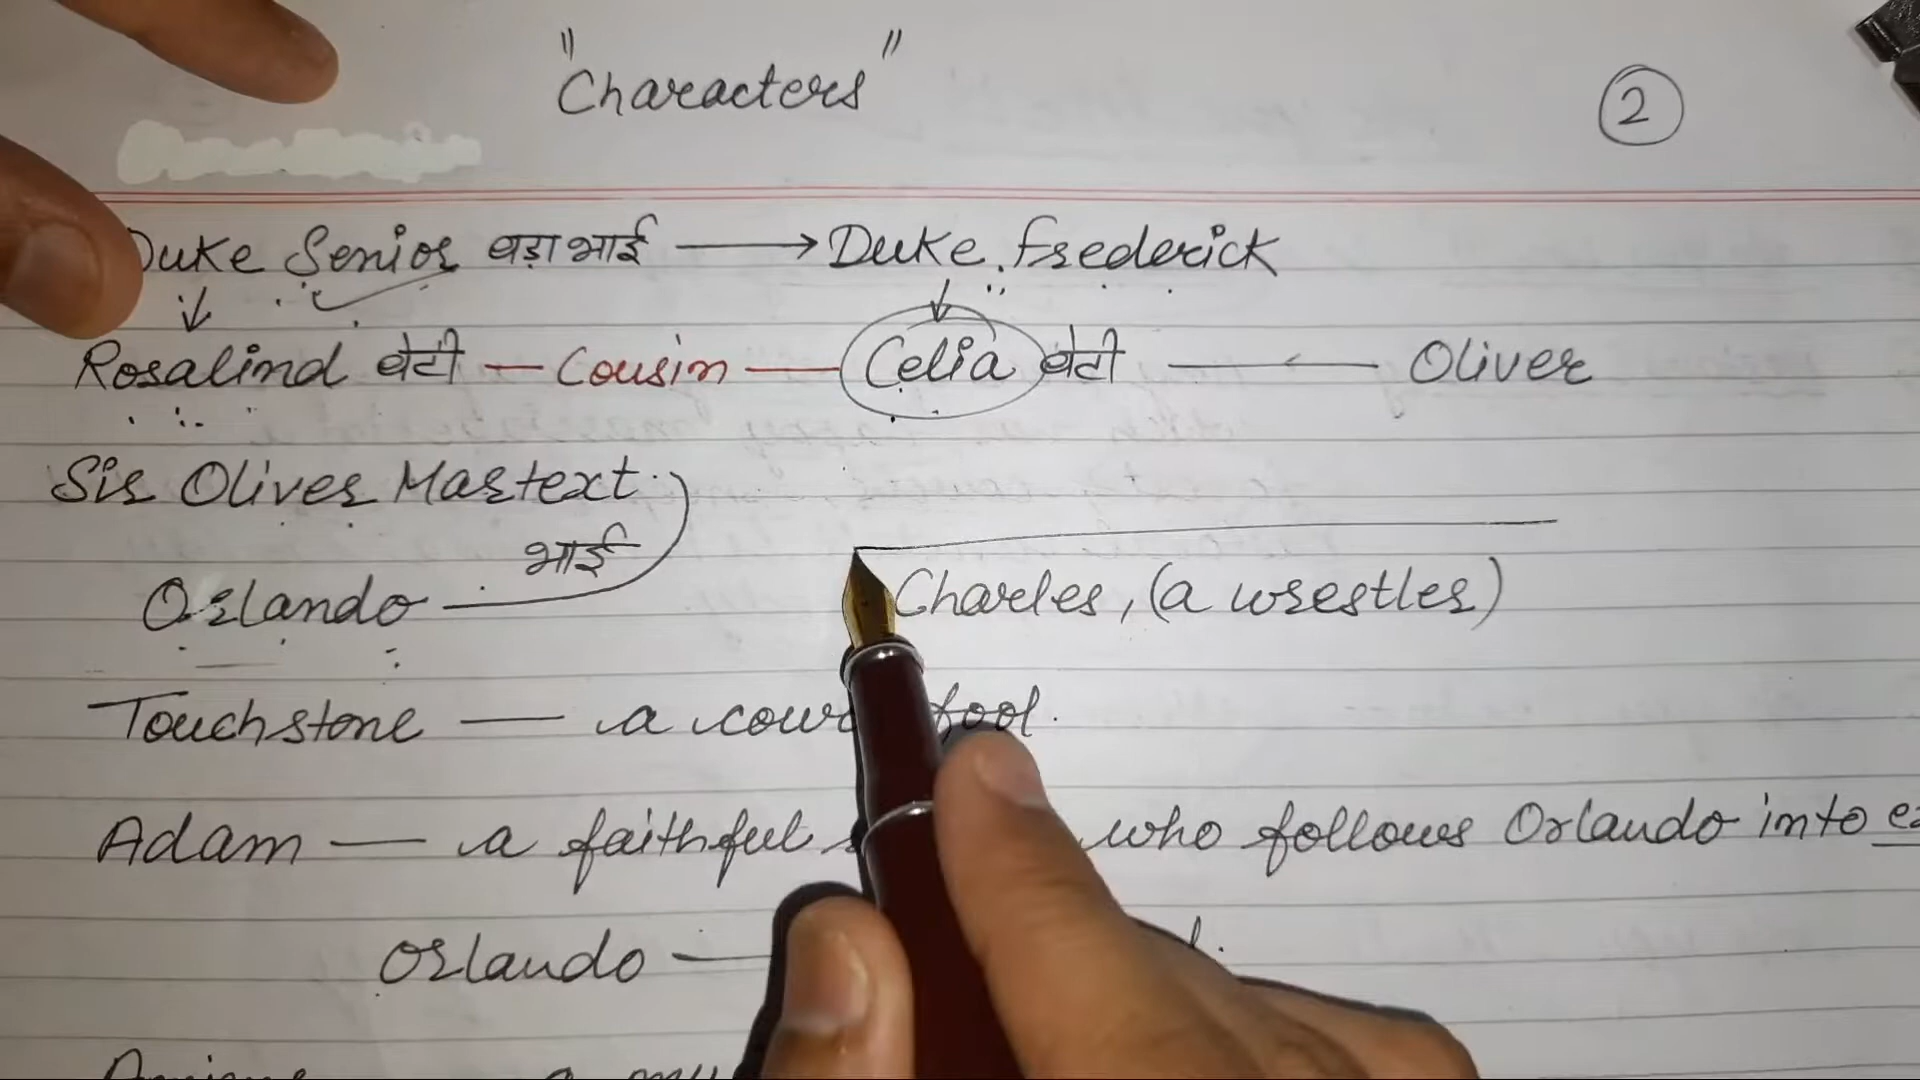 "Characters"
2
Duke Senior बड़ा भाई → Duke Frederick
Rosalind बेटी — Cousin — Celia बेटी — Oliver
Sir Oliver Martext
भाई
Orlando
Charles, (a wrestler)
Touchstone — a fool.
Adam — a faithful who follows Orlando into
Orlando —